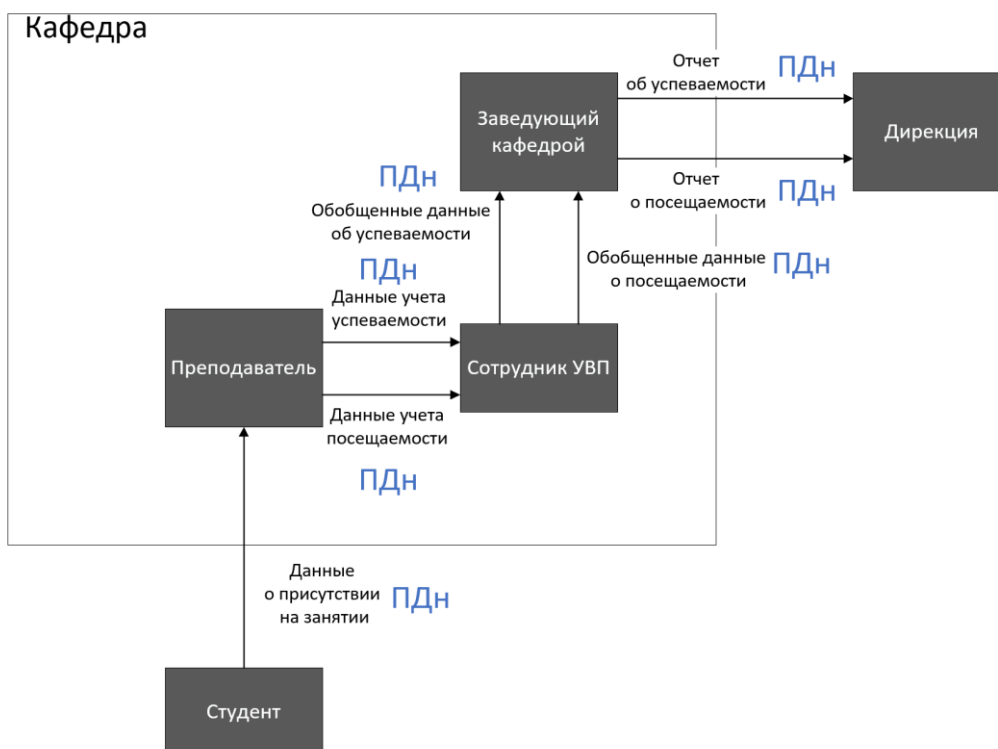 Кафедра
Отчет
об успеваемости
ПДн
Заведующий
кафедрой
Дирекция
Отчет
о посещаемости
ПДн
ПДн
Обобщенные данные
об успеваемости
Обобщенные данные
о посещаемости
ПДн
ПДн
Данные учета
успеваемости
Преподаватель
Сотрудник УВП
Данные учета
посещаемости
ПДн
Данные
о присутствии
на занятии
ПДн
Студент